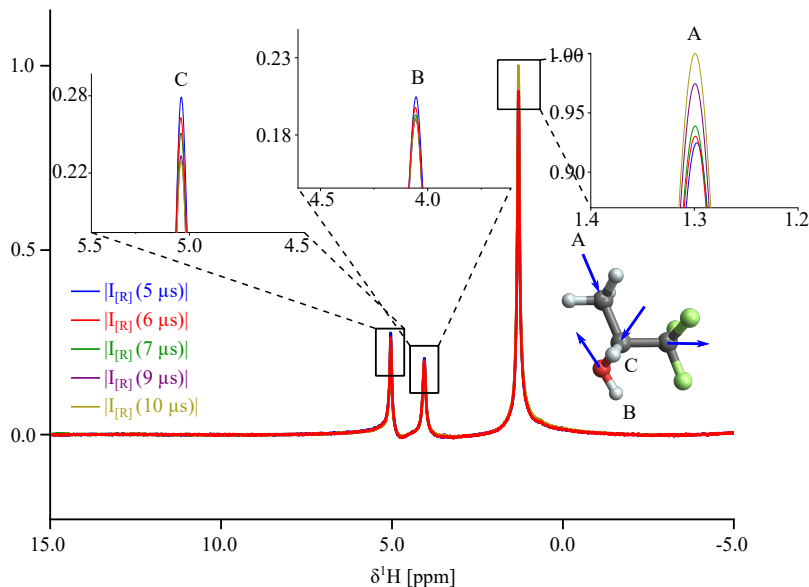 C
0.28
0.22
5.5
5.0
4.5
B
0.23
0.18
4.5
4.0
A
1.00
0.95
0.90
1.4
1.3
1.2
1.0
0.5
0.0
|I[R] (5 µs)|
|I[R] (6 µs)|
|I[R] (7 µs)|
|I[R] (9 µs)|
|I[R] (10 µs)|
A
C
B
15.0
10.0
5.0
0.0
-5.0
δ¹H [ppm]